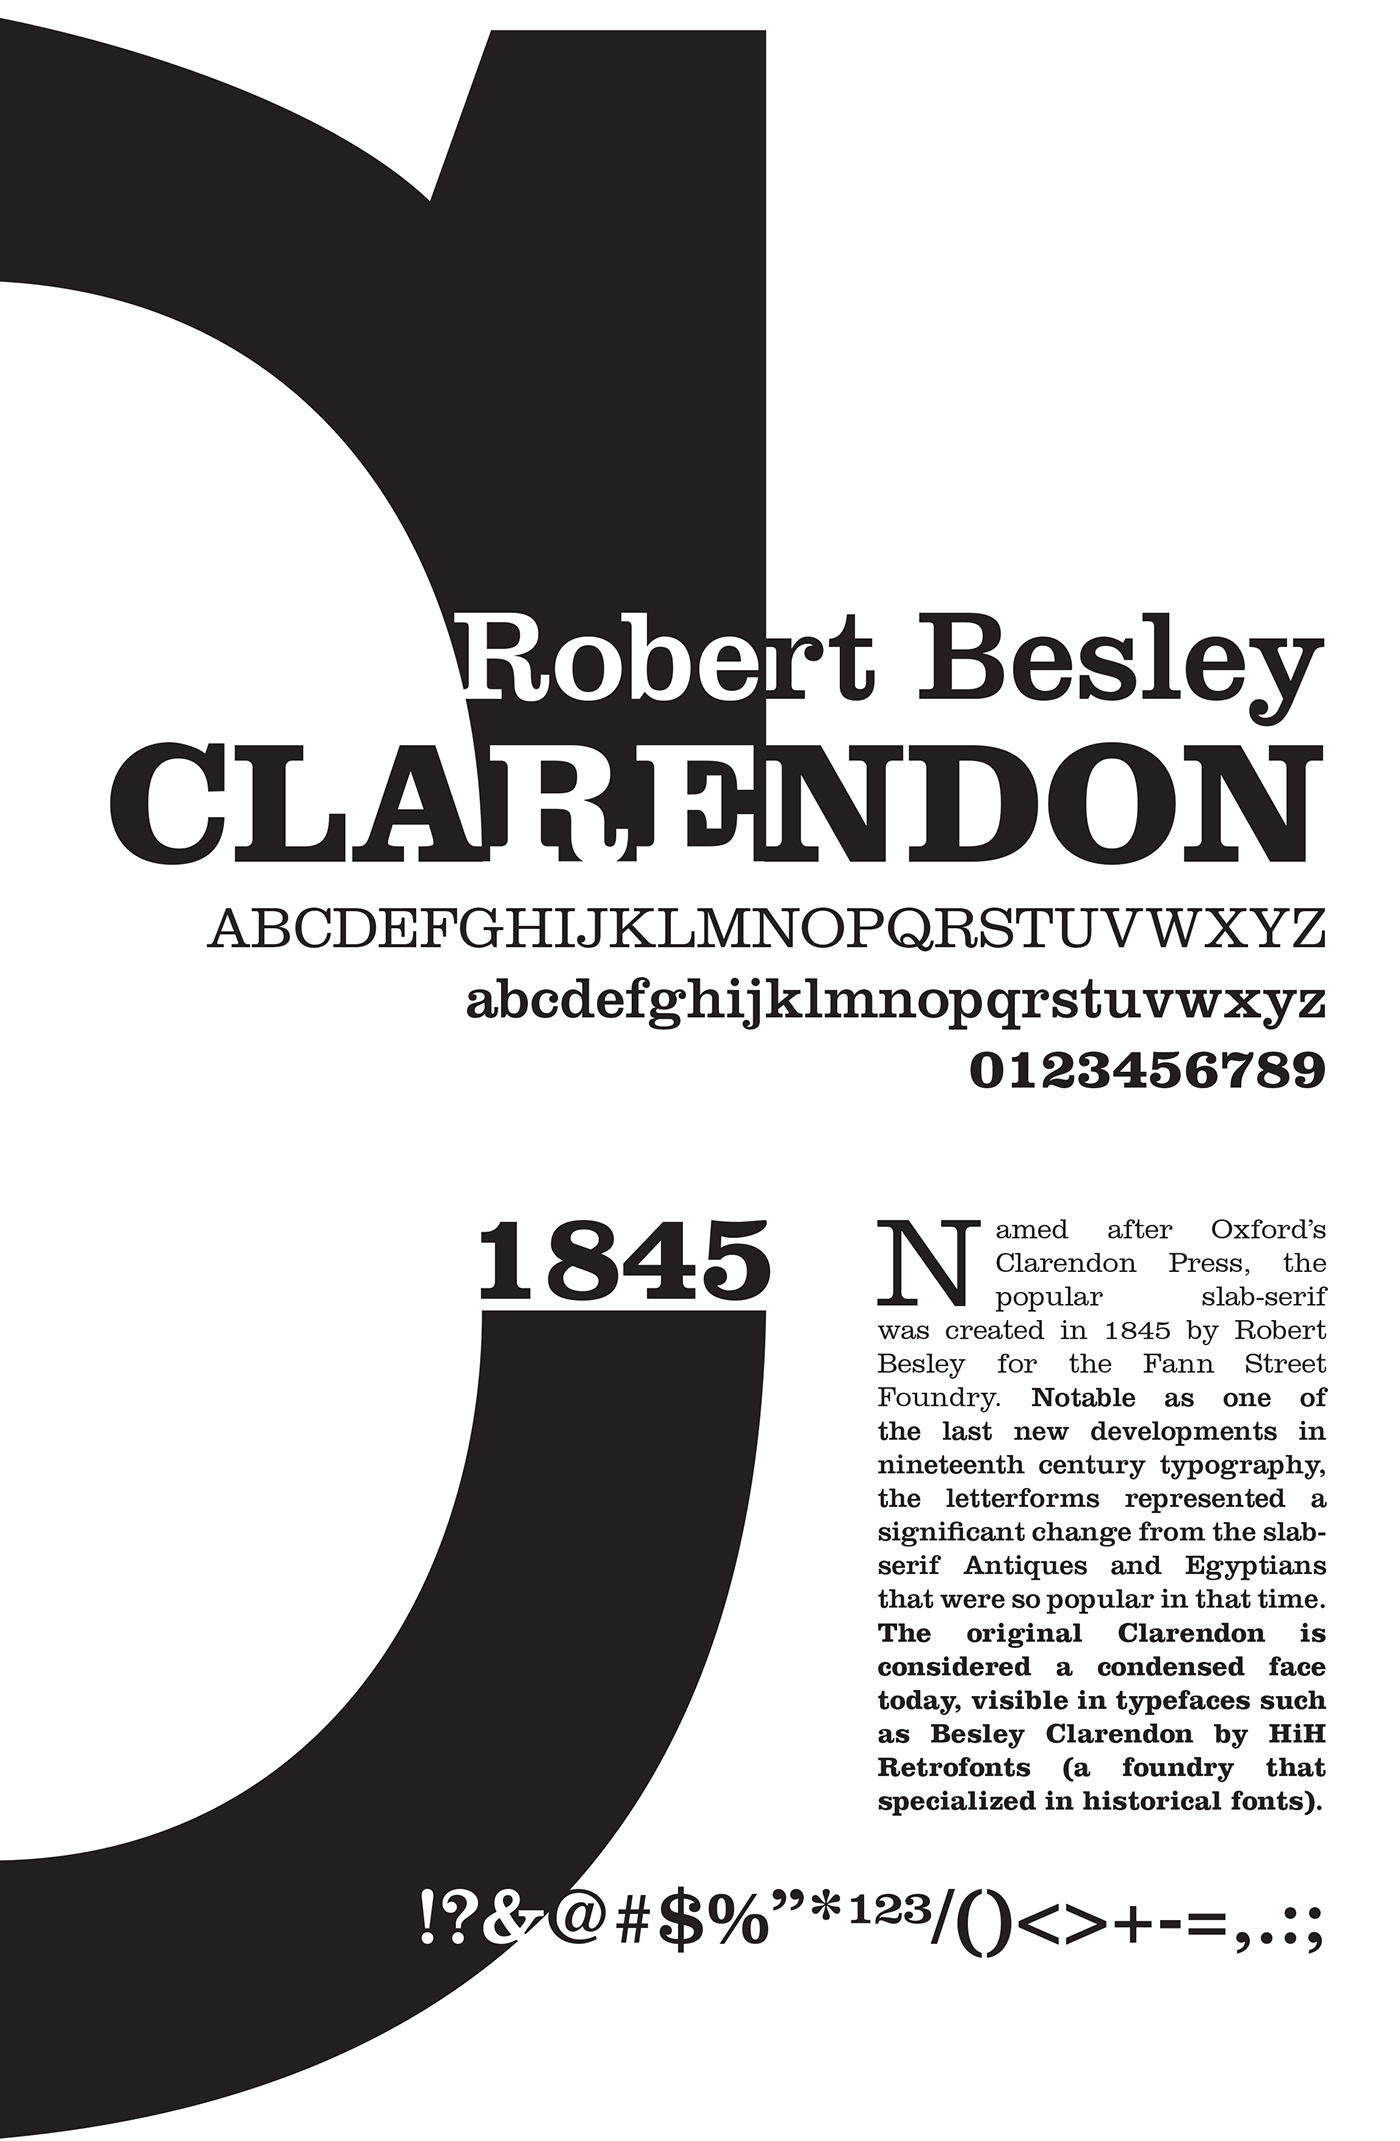 Robert Besley
CLARENDON
ABCDEFGHIJKLMNOPQRSTUVWXYZ
abcdefghijklmnopqrstuvwxyz
0123456789
1845
Named after Oxford’s
Clarendon Press, the
popular slab-serif
was created in 1845 by Robert
Besley for the Fann Street
Foundry. Notable as one of
the last new developments in
nineteenth century typography,
the letterforms represented a
significant change from the slab-
serif Antiques and Egyptians
that were so popular in that time.
The original Clarendon is
considered a condensed face
today, visible in typefaces such
as Besley Clarendon by HiH
Retrofonts (a foundry that
specialized in historical fonts).
!?&@#$%”*¹²³/()<>+-=,.:;